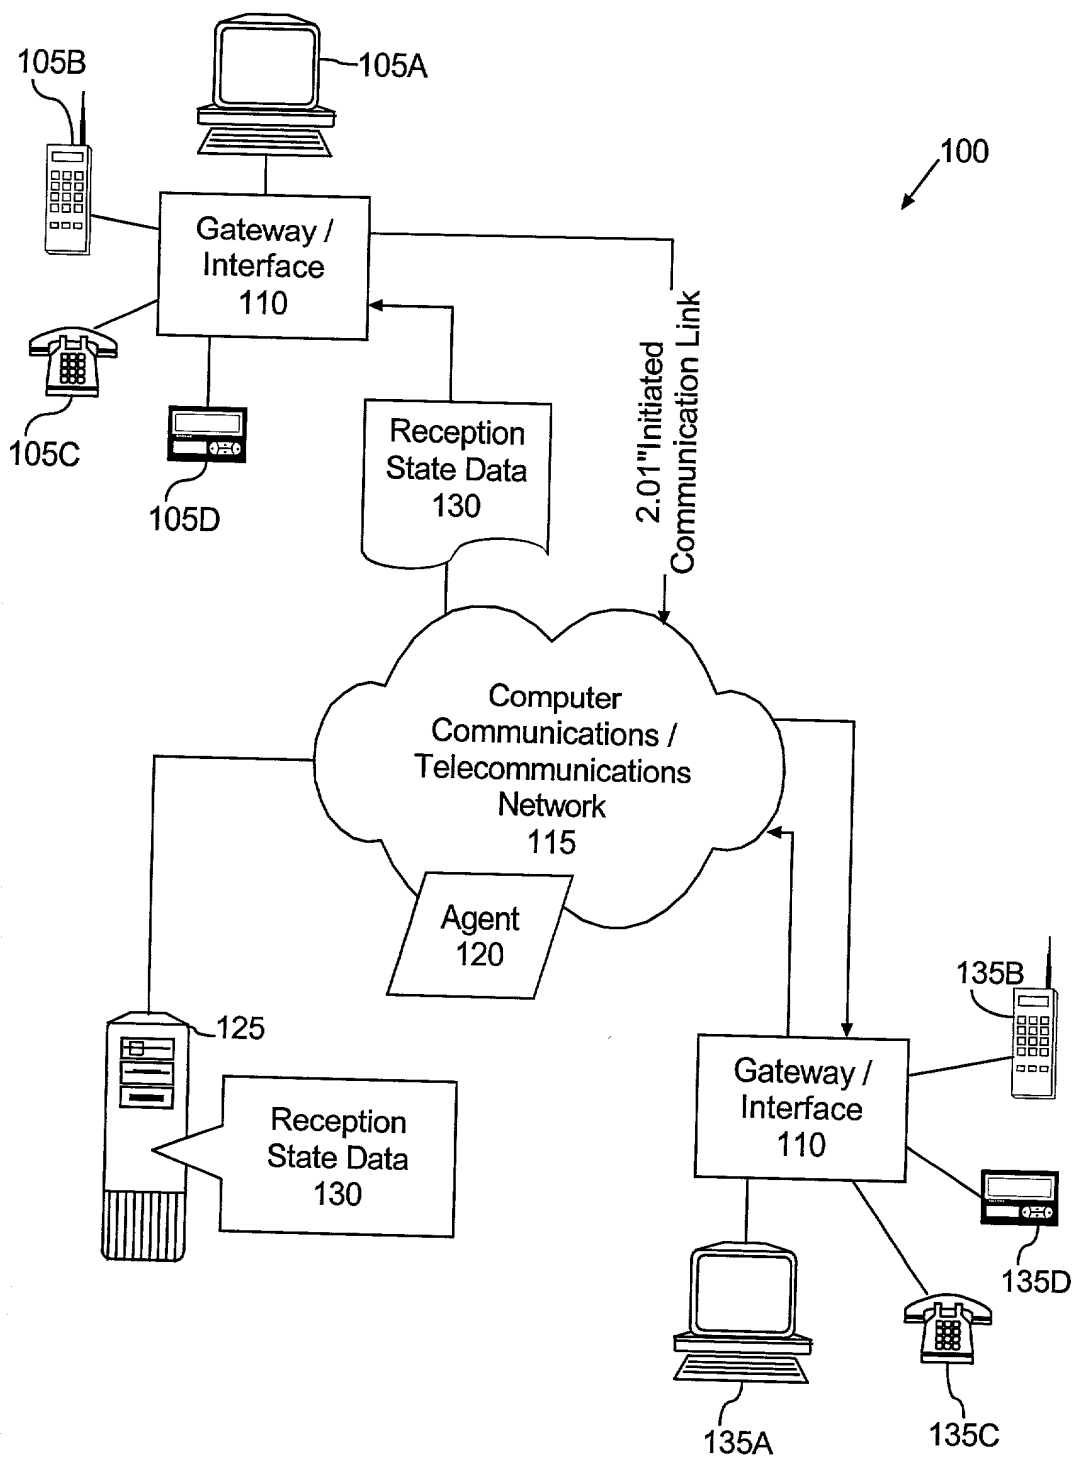 105B
105A
100
Gateway /
Interface
110
105C
105D
Reception
State Data
130
2.01"Initiated
Communication Link
Computer
Communications /
Telecommunications
Network
115
Agent
120
125
Reception
State Data
130
135B
Gateway /
Interface
110
135D
135A
135C